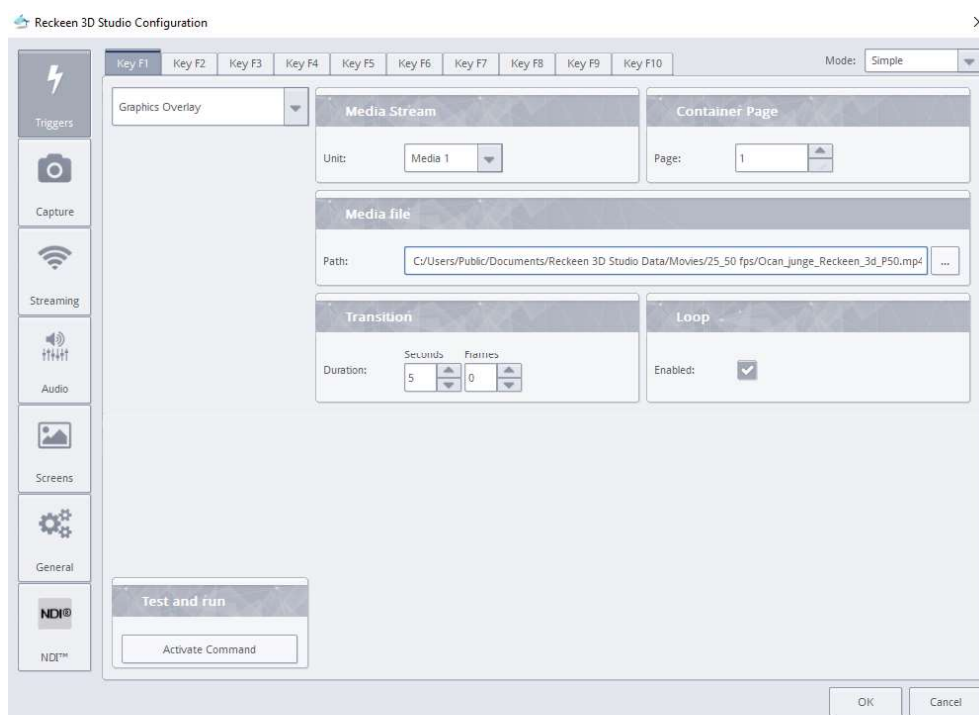 Reckeen 3D Studio Configuration
Key F1 Key F2 Key F3 Key F4 Key F5 Key F6 Key F7 Key F8 Key F9 Key F10 Mode: Simple
Triggers
Graphics Overlay
Media Stream
Container Page
Unit: Media 1
Page: 1
Capture
Media file
Path: C:/Users/Public/Documents/Reckeen 3D Studio Data/Movies/25_50 fps/Ocan_junge_Reckeen_3d_P50.mp4 ...
Streaming
Transition
Loop
Seconds Frames
Duration: 5 0
Enabled:
Audio
Screens
General
Test and run
NDI®
Activate Command
NDI™
OK Cancel